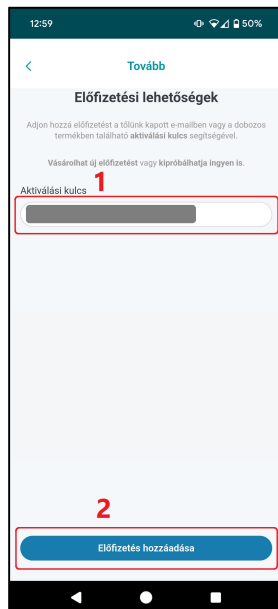 12:59 50%
Tovább
Előfizetési lehetőségek
Adjon hozzá előfizetést a tőlünk kapott e-mailben vagy a dobozos
termékben található aktiválási kulcs segítségével.
Vásárolhat új előfizetést vagy kipróbálhatja ingyen is.
Aktiválási kulcs 1
2
Előfizetés hozzáadása